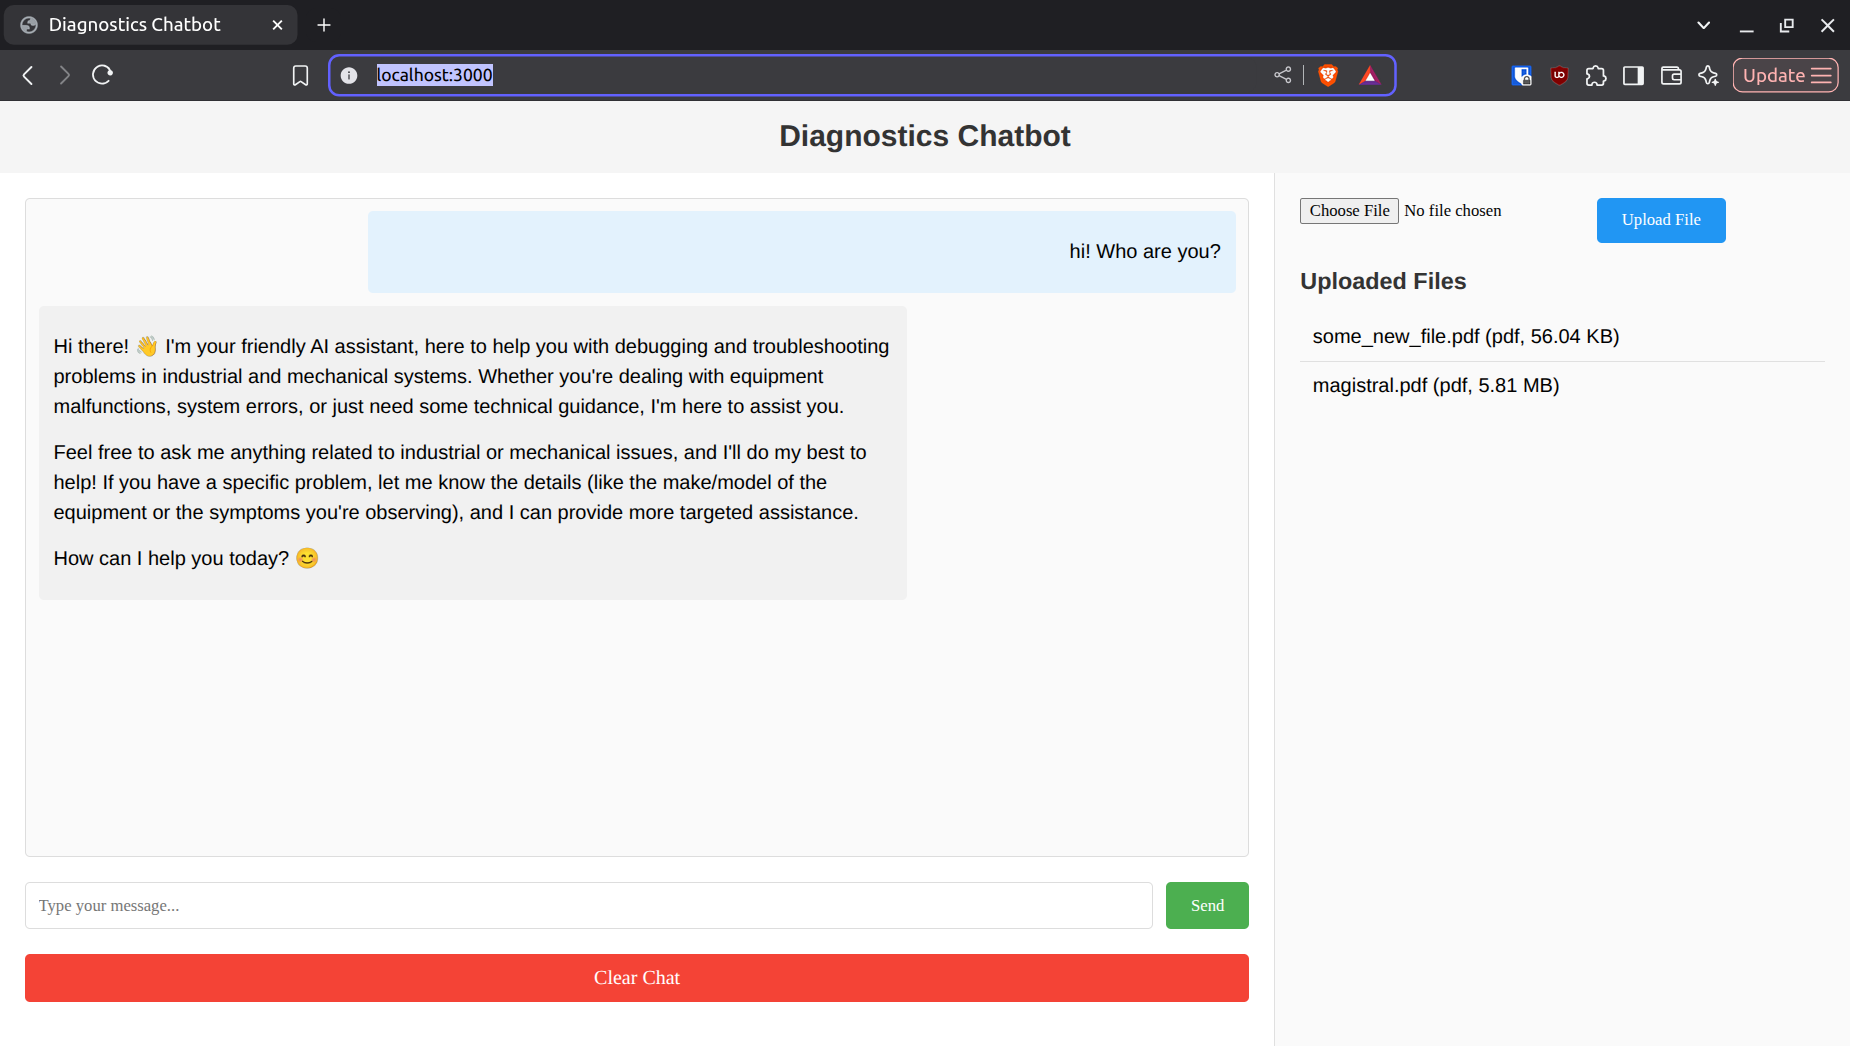 Diagnostics Chatbot
localhost:3000
Update
Diagnostics Chatbot
hi! Who are you?
Hi there! 👋 I'm your friendly AI assistant, here to help you with debugging and troubleshooting
problems in industrial and mechanical systems. Whether you're dealing with equipment
malfunctions, system errors, or just need some technical guidance, I'm here to assist you.
Feel free to ask me anything related to industrial or mechanical issues, and I'll do my best to
help! If you have a specific problem, let me know the details (like the make/model of the
equipment or the symptoms you're observing), and I can provide more targeted assistance.
How can I help you today? 😊
Type your message...
Send
Clear Chat
Choose File No file chosen
Upload File
Uploaded Files
some_new_file.pdf (pdf, 56.04 KB)
magistral.pdf (pdf, 5.81 MB)